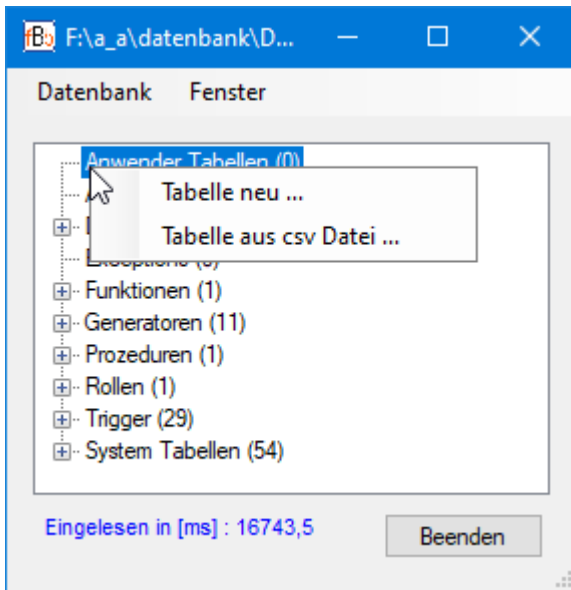 fBc F:\a_a\datenbank\D...
Datenbank Fenster
Anwender Tabellen (0)
Tabelle neu ...
Tabelle aus csv Datei ...
Funktionen (1)
Generatoren (11)
Prozeduren (1)
Rollen (1)
Trigger (29)
System Tabellen (54)
Eingelesen in [ms] : 16743,5
Beenden